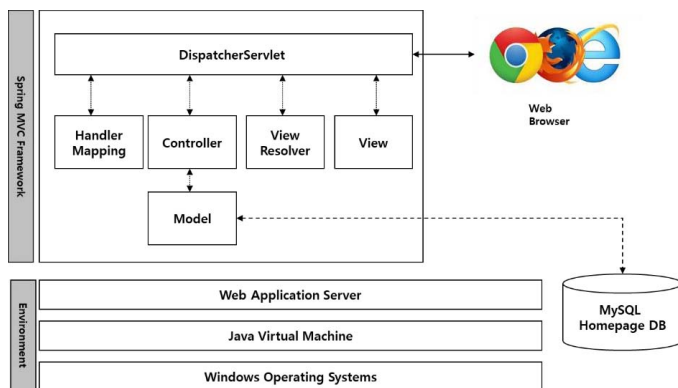 Spring MVC Framework
DispatcherServlet
Handler
Mapping
Controller
View
Resolver
View
Model
Web
Browser
Environment
Web Application Server
Java Virtual Machine
Windows Operating Systems
MySQL
Homepage DB